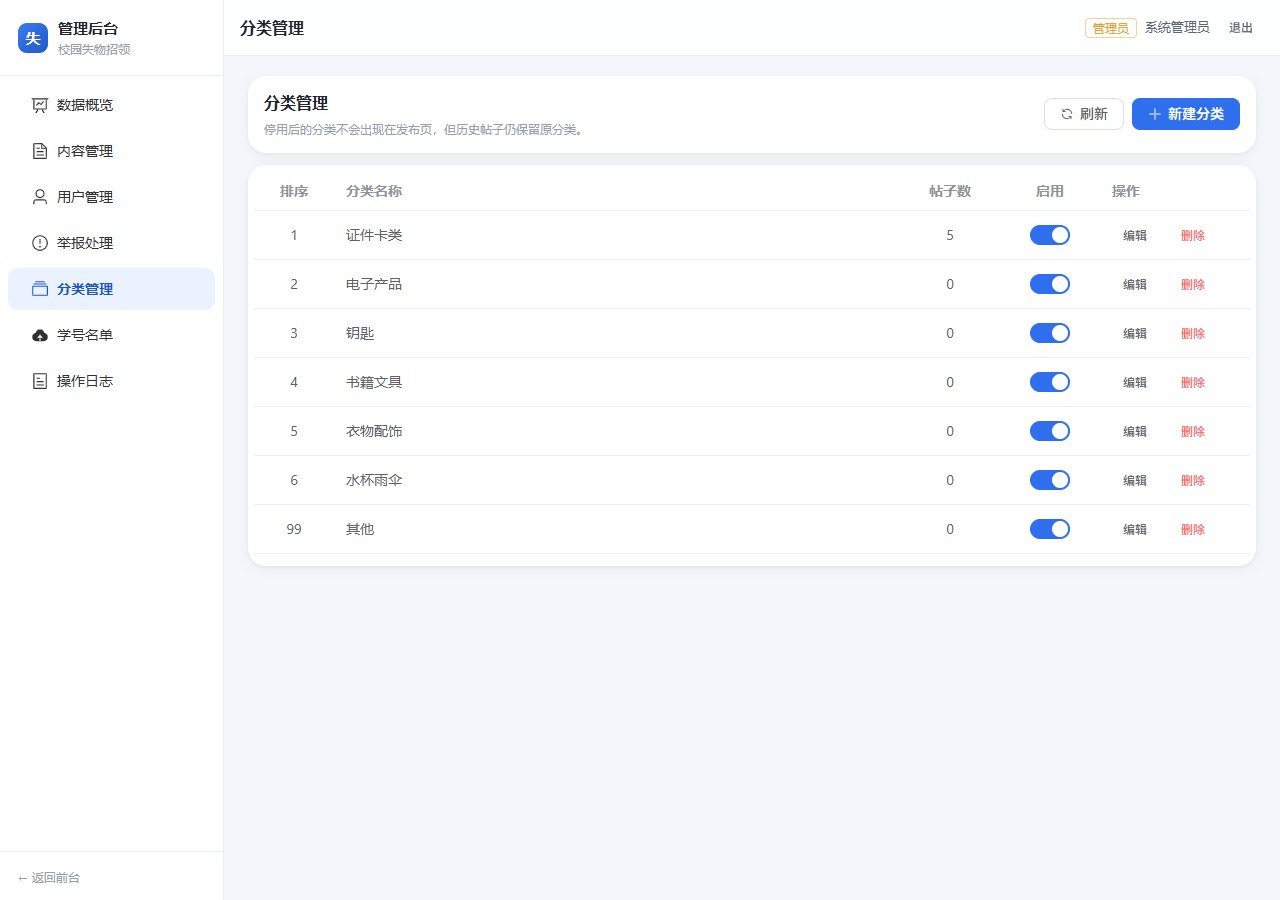 失
管理后台
校园失物招领
数据概览
内容管理
用户管理
举报处理
分类管理
学号名单
操作日志
← 返回前台
分类管理
管理员 系统管理员 退出
分类管理
停用后的分类不会出现在发布页，但历史帖子仍保留原分类。
刷新 新建分类
排序 分类名称 帖子数 启用 操作
1 证件卡类 5 编辑 删除
2 电子产品 0 编辑 删除
3 钥匙 0 编辑 删除
4 书籍文具 0 编辑 删除
5 衣物配饰 0 编辑 删除
6 水杯雨伞 0 编辑 删除
99 其他 0 编辑 删除